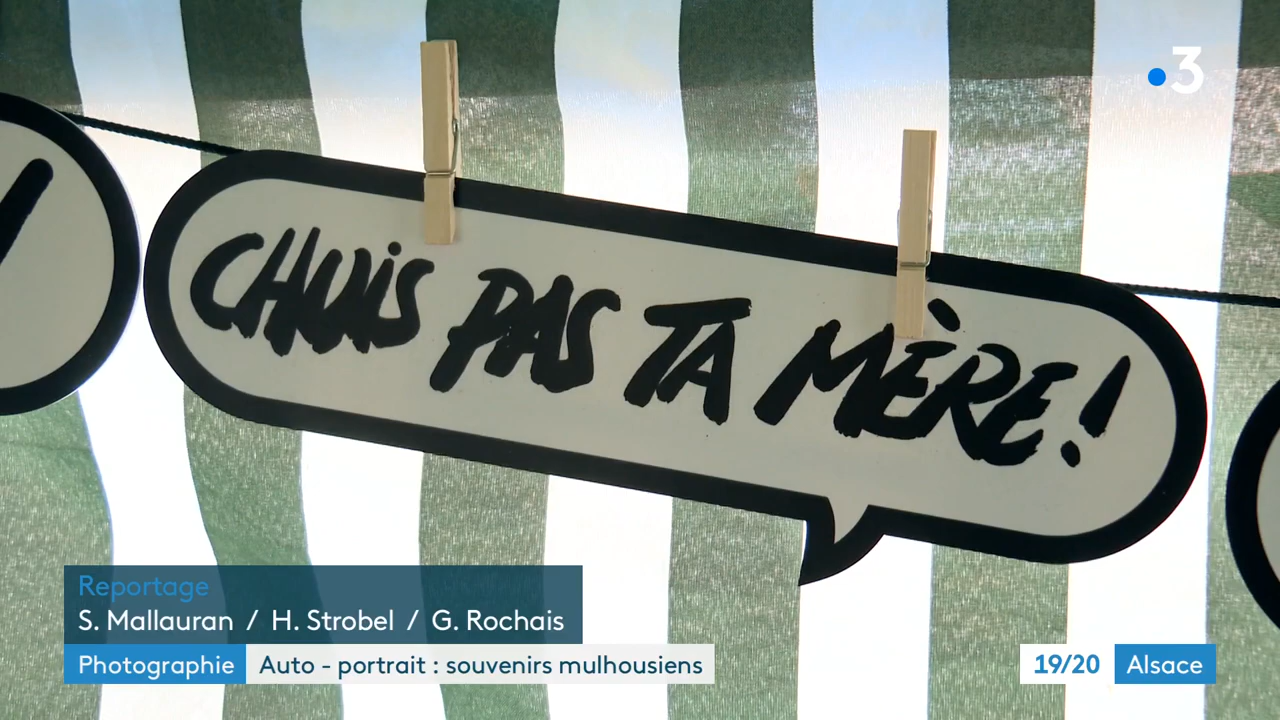 3
CHUiS PAS TA MÈRE!
Reportage
S. Mallauran / H. Strobel / G. Rochais
Photographie Auto - portrait : souvenirs mulhousiens
19/20 Alsace